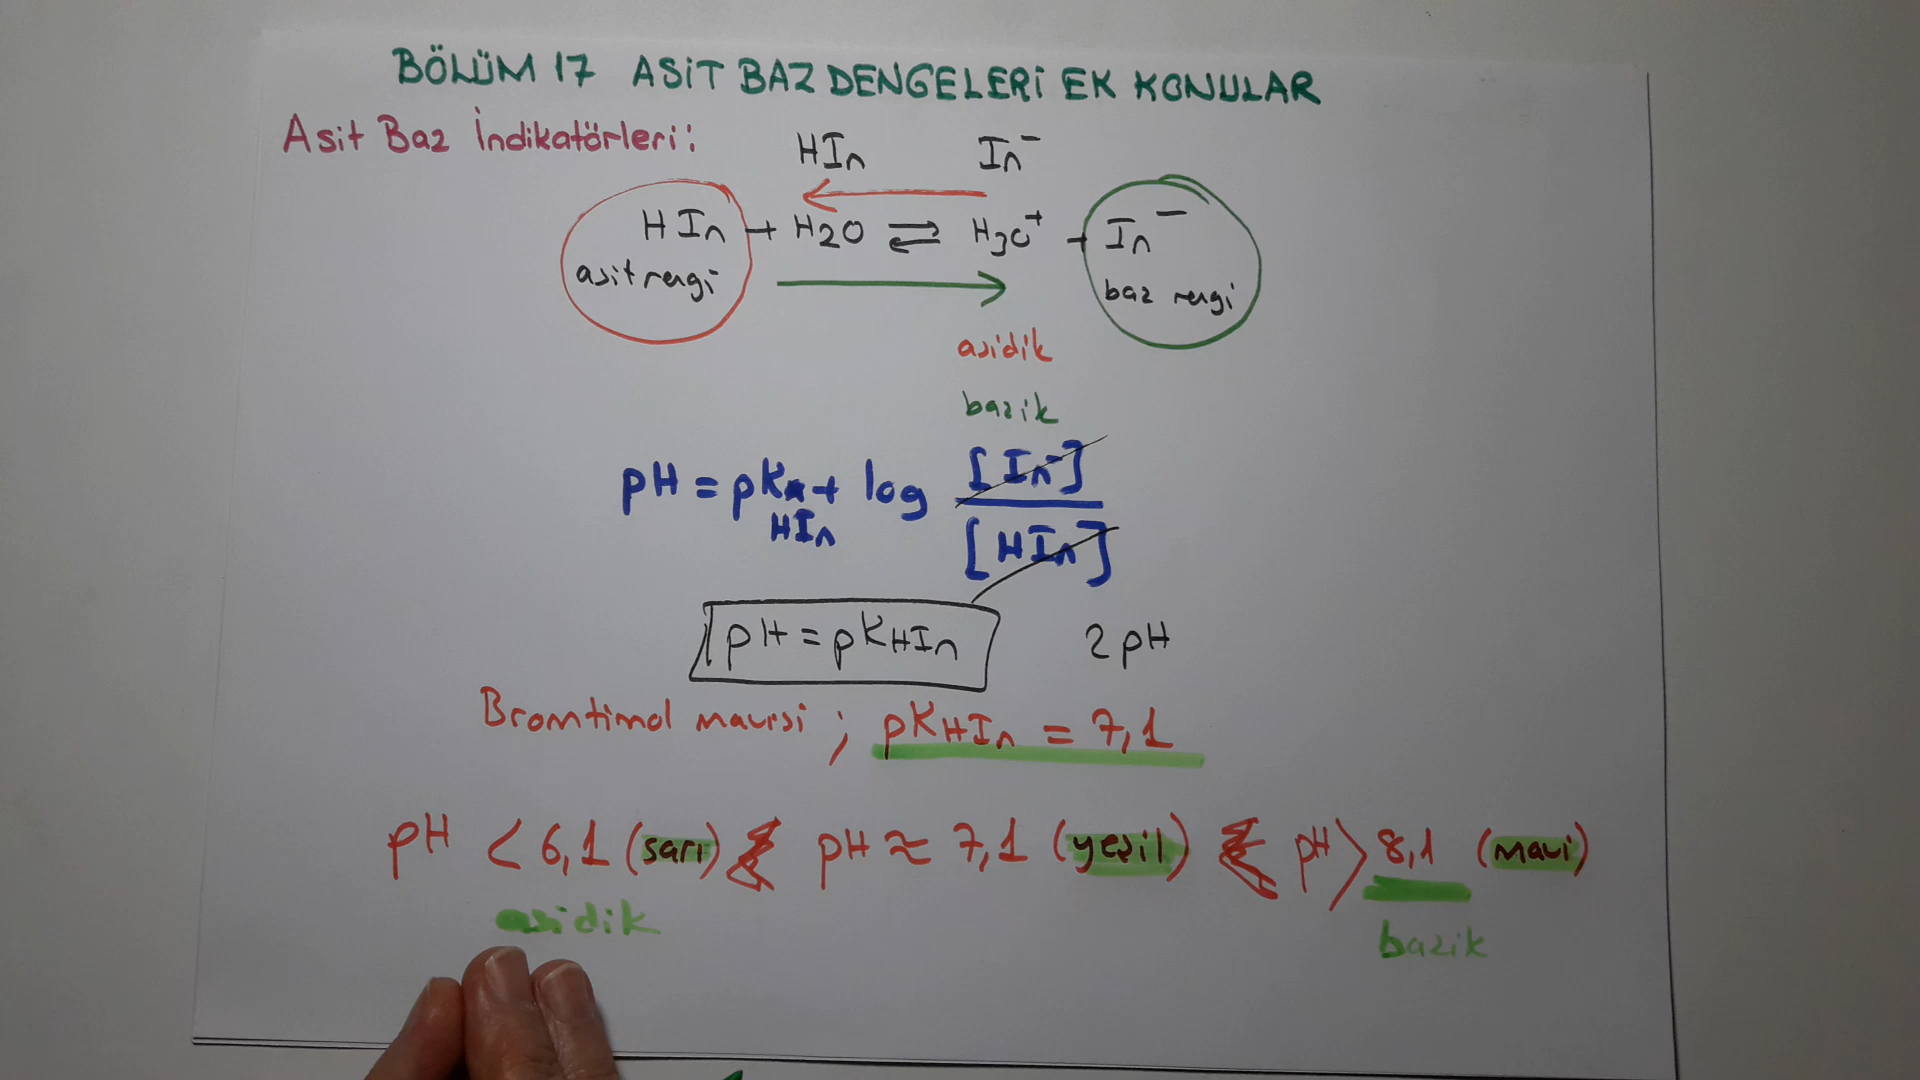 BÖLÜM 17 ASİT BAZ DENGELERİ EK KONULAR
Asit Baz İndikatörleri:
HIn In⁻
HIn + H2O ⇌ H3O⁺ + In⁻
asit rengi baz rengi
asidik
bazik
pH = pK + log [In⁻]
HIn [HIn]
pH = pKHIn 2 pH
Bromtimol mavisi ; pKHIn = 7,1
pH < 6,1 (sarı) pH ≈ 7,1 (yeşil) pH > 8,1 (mavi)
asidik bazik